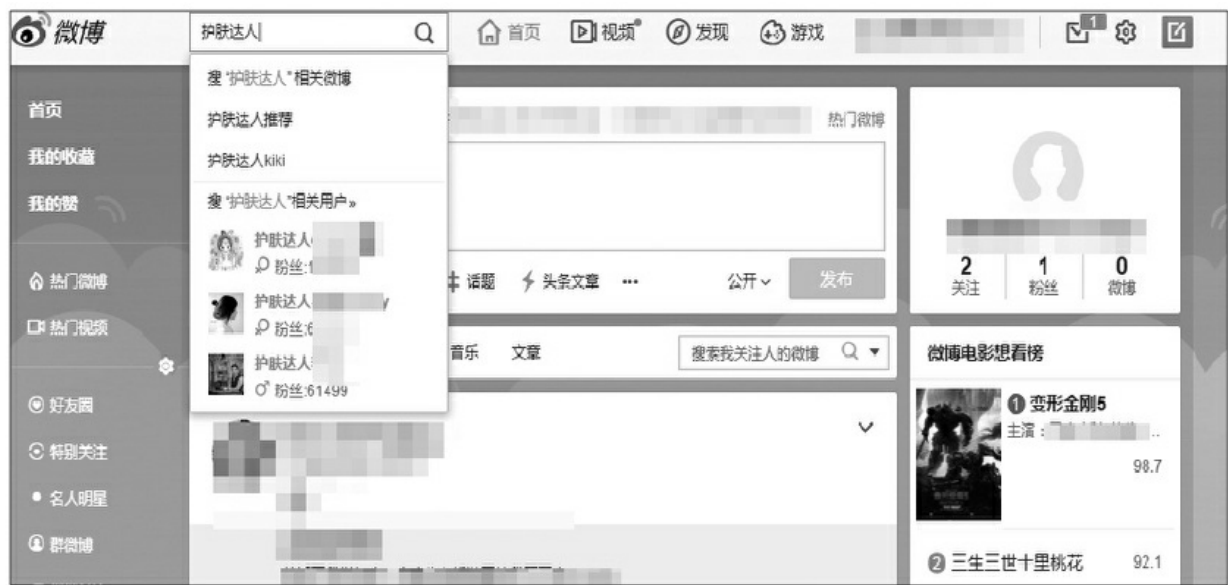 微博
护肤达人
首页
视频
发现
游戏
1
搜"护肤达人"相关微博
护肤达人推荐
护肤达人kiki
搜"护肤达人"相关用户»
护肤达人
粉丝:
护肤达人
粉丝:6
护肤达人
粉丝:61499
首页
我的收藏
我的赞
热门微博
热门视频
好友圈
特别关注
名人明星
群微博
热门微博
话题
头条文章
...
公开
发布
音乐
文章
搜索我关注人的微博
2
1
0
关注
粉丝
微博
微博电影想看榜
1 变形金刚5
主演：
..
98.7
2 三生三世十里桃花
92.1